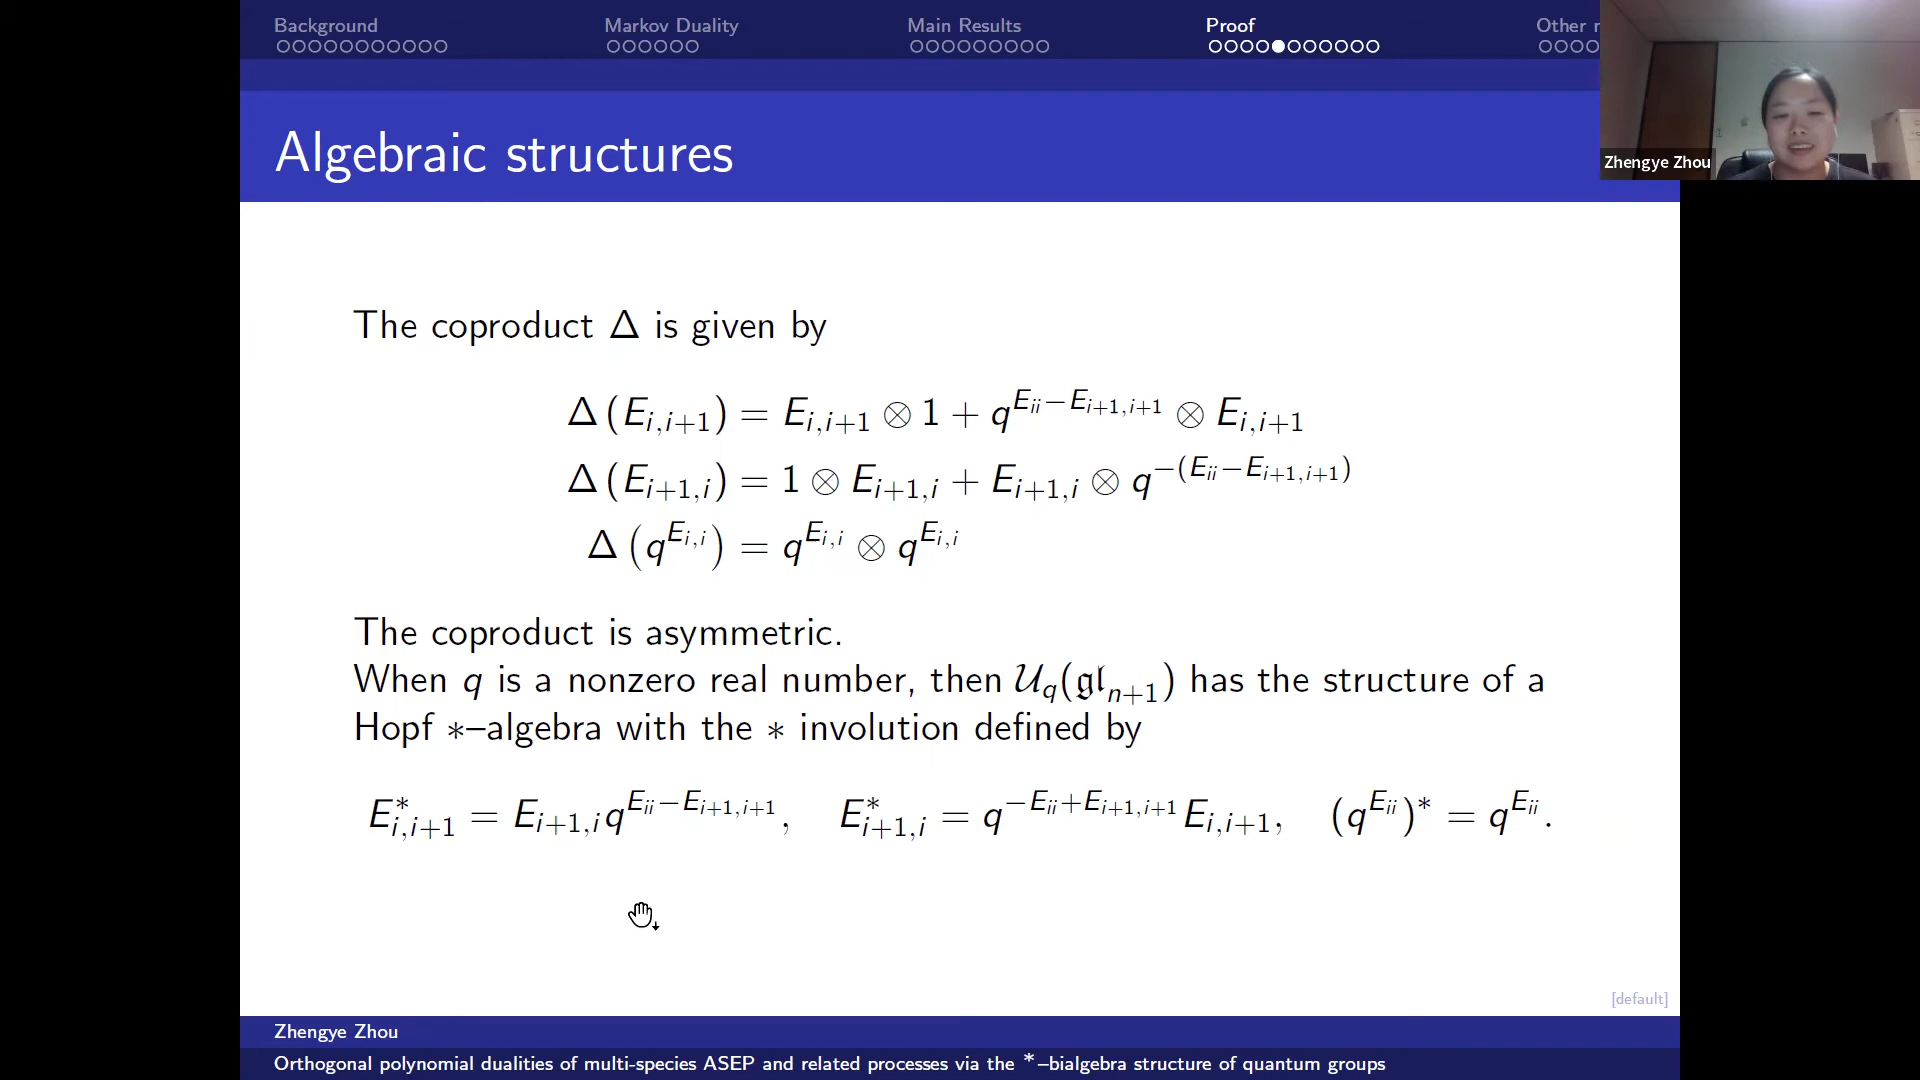 Background Markov Duality Main Results Proof Other r
Algebraic structures
Zhengye Zhou
The coproduct Δ is given by
Δ (E_{i,i+1}) = E_{i,i+1} ⊗ 1 + q^{E_{ii}−E_{i+1,i+1}} ⊗ E_{i,i+1}
Δ (E_{i+1,i}) = 1 ⊗ E_{i+1,i} + E_{i+1,i} ⊗ q^{−(E_{ii}−E_{i+1,i+1})}
Δ (q^{E_{i,i}}) = q^{E_{i,i}} ⊗ q^{E_{i,i}}
The coproduct is asymmetric.
When q is a nonzero real number, then 𝒰_q(𝔤𝔩_{n+1}) has the structure of a
Hopf ∗–algebra with the ∗ involution defined by
E^∗_{i,i+1} = E_{i+1,i}q^{E_{ii}−E_{i+1,i+1}}, E^∗_{i+1,i} = q^{−E_{ii}+E_{i+1,i+1}}E_{i,i+1}, (q^{E_{ii}})^∗ = q^{E_{ii}}.
[default]
Zhengye Zhou
Orthogonal polynomial dualities of multi-species ASEP and related processes via the *–bialgebra structure of quantum groups